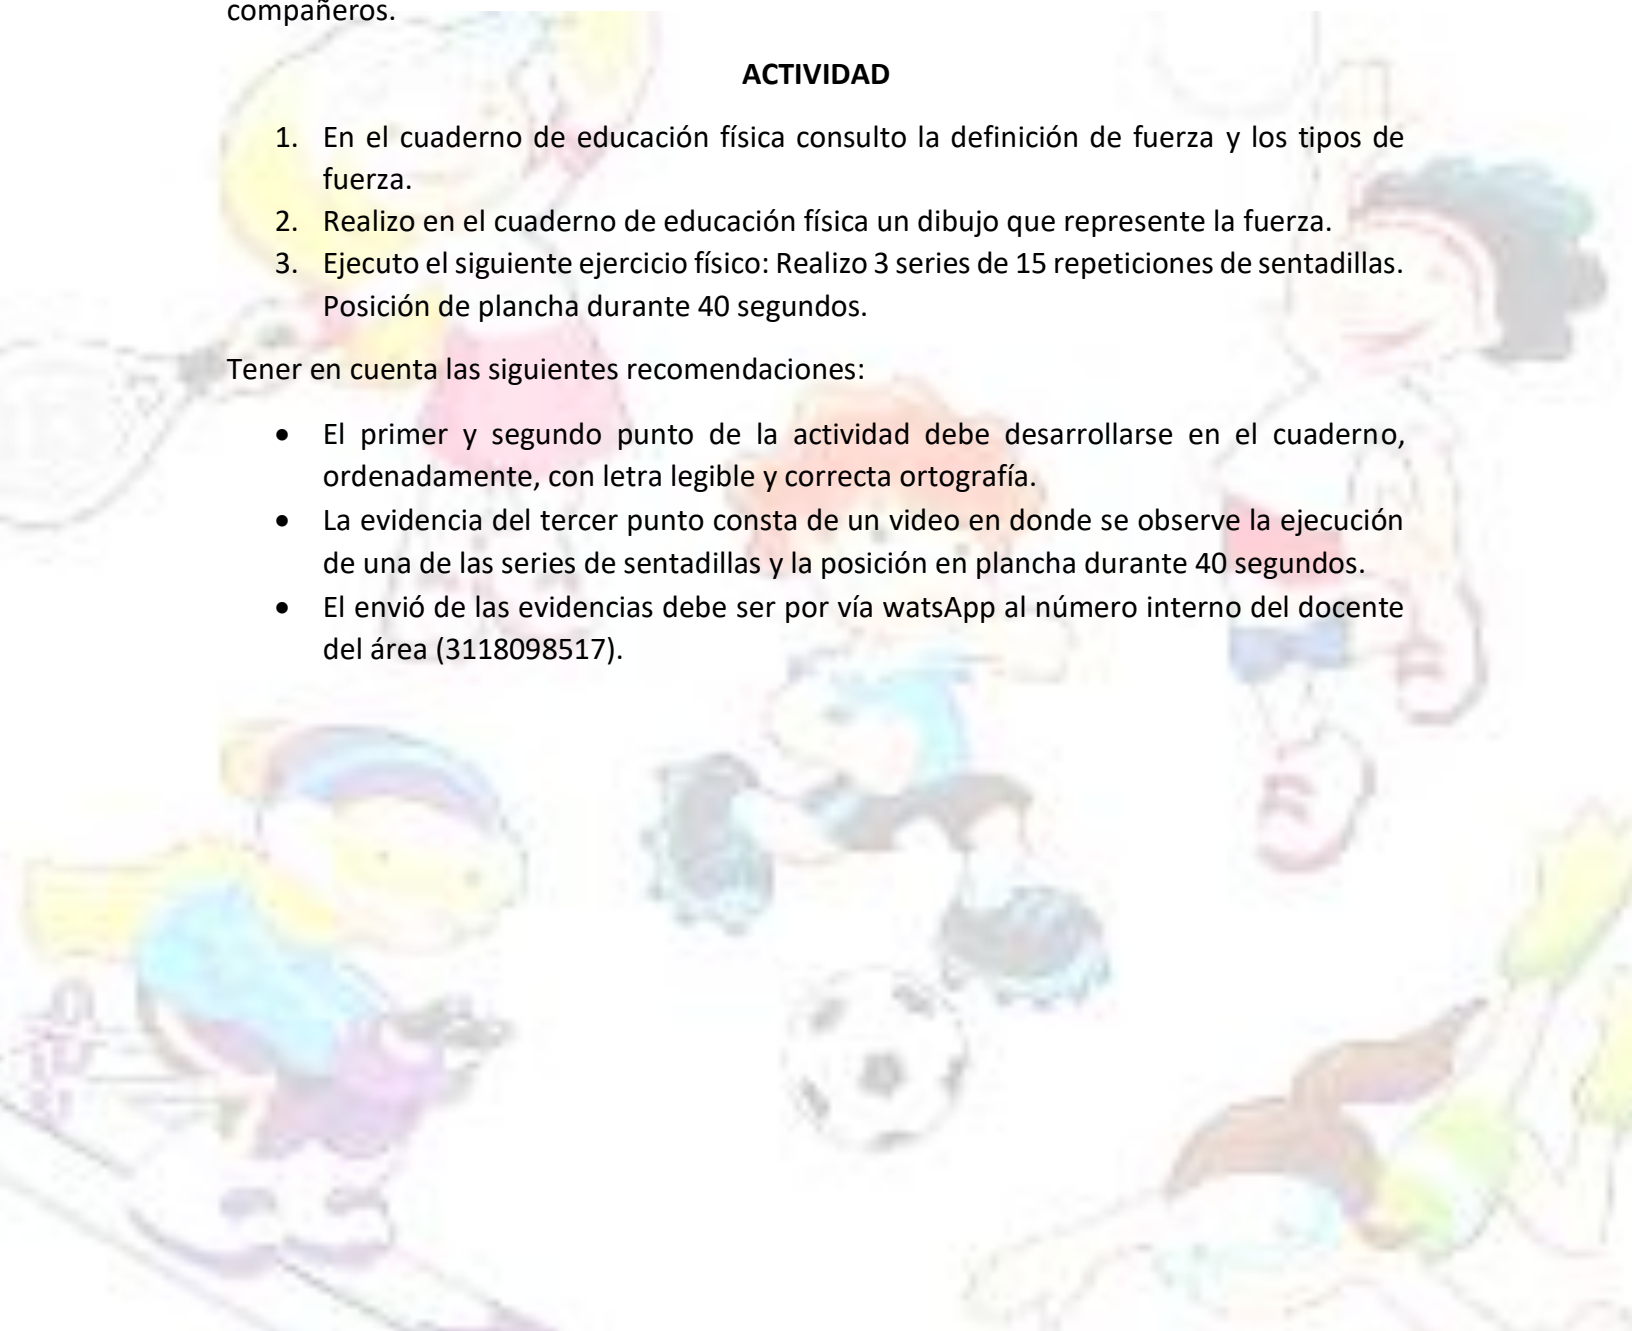 compañeros.
ACTIVIDAD
1. En el cuaderno de educación física consulto la definición de fuerza y los tipos de
fuerza.
2. Realizo en el cuaderno de educación física un dibujo que represente la fuerza.
3. Ejecuto el siguiente ejercicio físico: Realizo 3 series de 15 repeticiones de sentadillas.
Posición de plancha durante 40 segundos.
Tener en cuenta las siguientes recomendaciones:
• El primer y segundo punto de la actividad debe desarrollarse en el cuaderno,
ordenadamente, con letra legible y correcta ortografía.
• La evidencia del tercer punto consta de un video en donde se observe la ejecución
de una de las series de sentadillas y la posición en plancha durante 40 segundos.
• El envió de las evidencias debe ser por vía watsApp al número interno del docente
del área (3118098517).